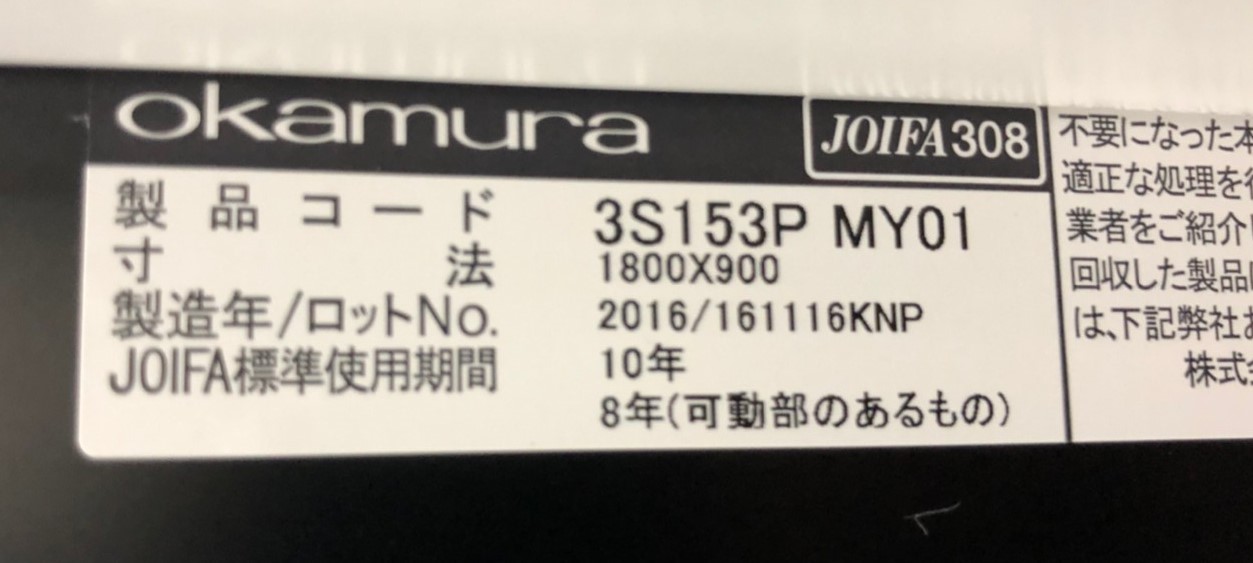 okamura
JOIFA308
製品コード 3S153P MY01
寸法 1800X900
製造年/ロットNo. 2016/161116KNP
JOIFA標準使用期間 10年
8年(可動部のあるもの)
不要になった本
適正な処理を
業者をご紹介
回収した製品
は、下記弊社お
株式